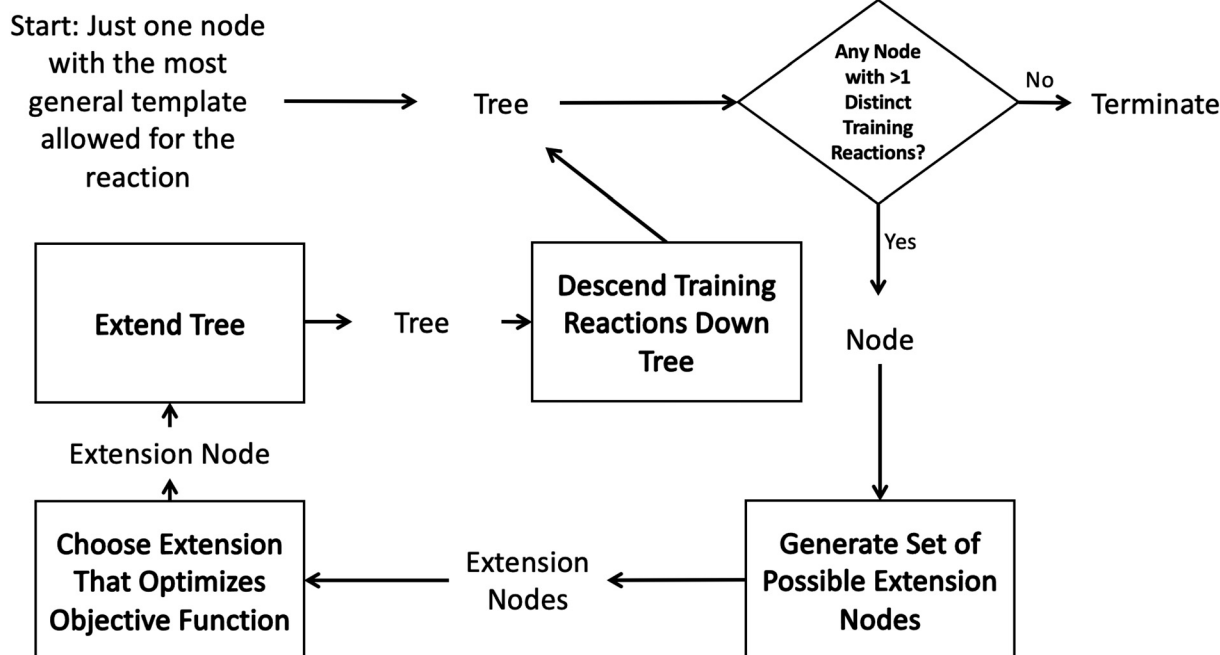 Start: Just one node
with the most
general template
allowed for the
reaction
Tree
Any Node
with >1
Distinct
Training
Reactions?
No
Terminate
Yes
Node
Generate Set of
Possible Extension
Nodes
Extension
Nodes
Choose Extension
That Optimizes
Objective Function
Extension Node
Extend Tree
Tree
Descend Training
Reactions Down
Tree